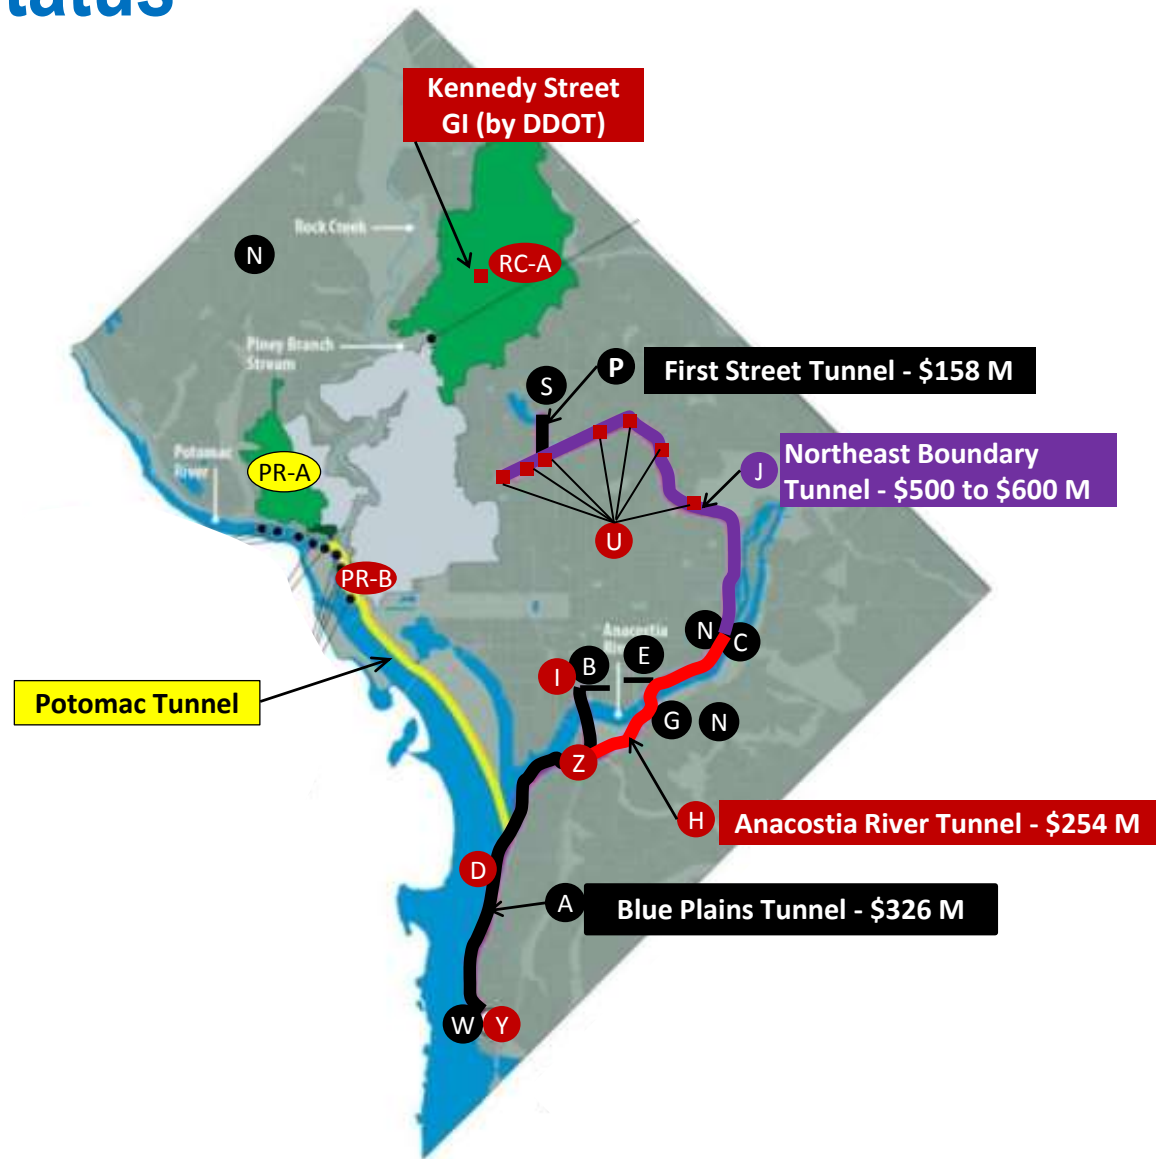 tatus
Kennedy Street
GI (by DDOT)
Rock Creek
N
RC-A
Piney Branch
Stream
S
P
First Street Tunnel - $158 M
Potomac
River
PR-A
J
Northeast Boundary
Tunnel - $500 to $600 M
U
PR-B
Anacostia
N
C
I
B
E
Potomac Tunnel
G
N
Z
H
Anacostia River Tunnel - $254 M
D
A
Blue Plains Tunnel - $326 M
W
Y